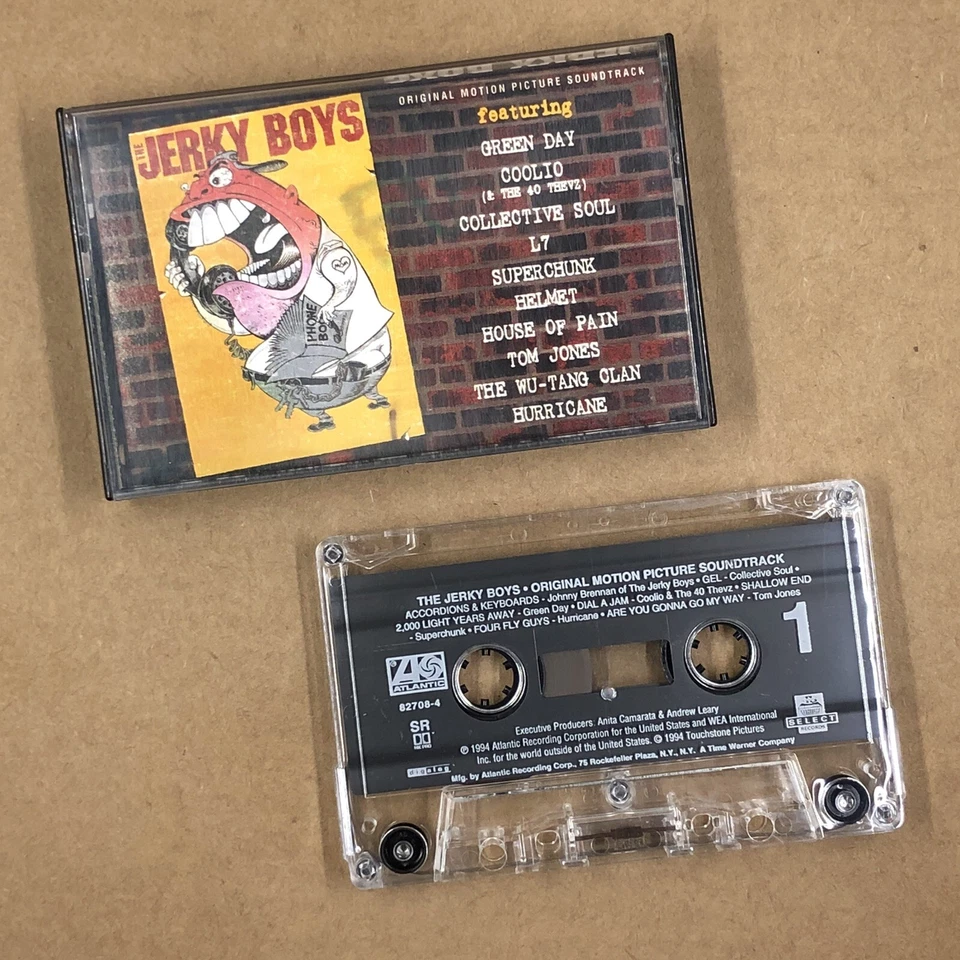 THE
JERKY BOYS
PHONE
BOOK
ORIGINAL MOTION PICTURE SOUNDTRACK
featuring
GREEN DAY
COOLIO
(& THE 40 THEVZ)
COLLECTIVE SOUL
L7
SUPERCHUNK
HELMET
HOUSE OF PAIN
TOM JONES
THE WU-TANG CLAN
HURRICANE
THE JERKY BOYS • ORIGINAL MOTION PICTURE SOUNDTRACK
ACCORDIONS & KEYBOARDS - Johnny Brennan of The Jerky Boys • GEL - Collective Soul •
2,000 LIGHT YEARS AWAY - Green Day • DIAL A JAM - Coolio & The 40 Thevz • SHALLOW END
- Superchunk • FOUR FLY GUYS - Hurricane • ARE YOU GONNA GO MY WAY - Tom Jones
1
ATLANTIC
82708-4
SR
digalog
SELECT
RECORDS
Executive Producers: Anita Camarata & Andrew Leary
℗ 1994 Atlantic Recording Corporation for the United States and WEA International
Inc. for the world outside of the United States. © 1994 Touchstone Pictures
Mfg. by Atlantic Recording Corp., 75 Rockefeller Plaza, N.Y., N.Y. A Time Warner Company